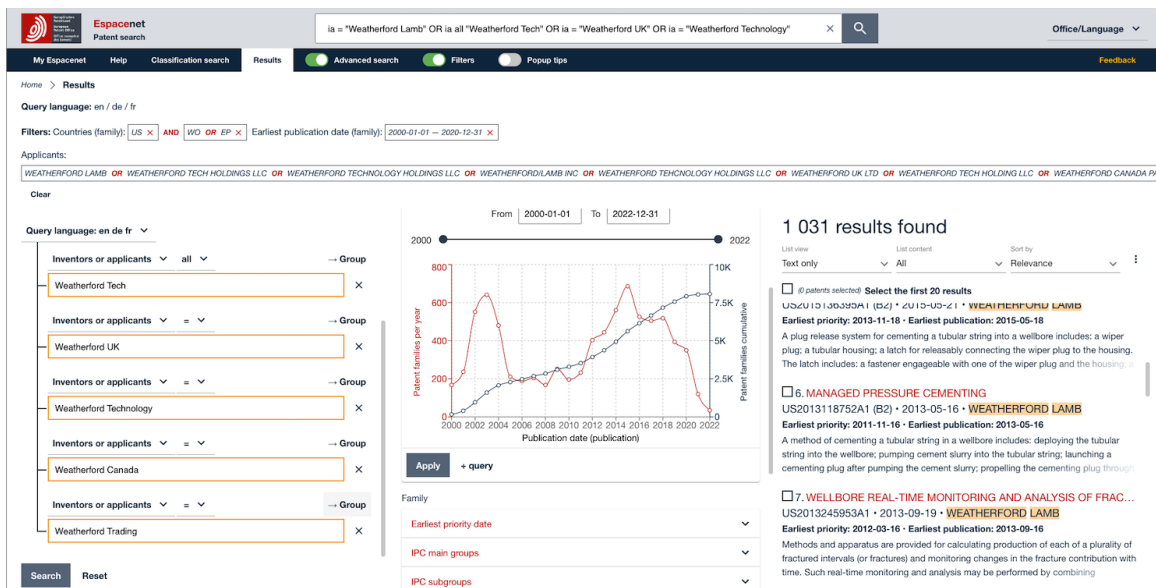 Espacenet
Patent search
ia = "Weatherford Lamb" OR ia all "Weatherford Tech" OR ia = "Weatherford UK" OR ia = "Weatherford Technology"
Office/Language
My Espacenet Help Classification search Results Advanced search Filters Popup tips Feedback
Home > Results
Query language: en / de / fr
Filters: Countries (family): US × AND WO OR EP × Earliest publication date (family): 2000-01-01 — 2020-12-31 ×
Applicants:
WEATHERFORD LAMB OR WEATHERFORD TECH HOLDINGS LLC OR WEATHERFORD TECHNOLOGY HOLDINGS LLC OR WEATHERFORD/LAMB INC OR WEATHERFORD TEHCNOLOGY HOLDINGS LLC OR WEATHERFORD UK LTD OR WEATHERFORD TECH HOLDING LLC OR WEATHERFORD CANADA PA
Clear
Query language: en de fr
Inventors or applicants all → Group
Weatherford Tech
Inventors or applicants = → Group
Weatherford UK
Inventors or applicants = → Group
Weatherford Technology
Inventors or applicants = → Group
Weatherford Canada
Inventors or applicants = → Group
Weatherford Trading
Search Reset
From 2000-01-01 To 2022-12-31
2000 2022
800 10K
600 7.5K
400 5K
200 2.5K
0 0
Patent families per year
Patent families cumulative
2000 2002 2004 2006 2008 2010 2012 2014 2016 2018 2020 2022
Publication date (publication)
Apply + query
Family
Earliest priority date
IPC main groups
IPC subgroups
1 031 results found
List view List content Sort by
Text only All Relevance
(0 patents selected) Select the first 20 results
US2015136395A1 (B2) • 2015-05-21 • WEATHERFORD LAMB
Earliest priority: 2013-11-18 • Earliest publication: 2015-05-18
A plug release system for cementing a tubular string into a wellbore includes: a wiper
plug; a tubular housing; a latch for releasably connecting the wiper plug to the housing.
The latch includes: a fastener engageable with one of the wiper plug and the housing; a
6. MANAGED PRESSURE CEMENTING
US2013118752A1 (B2) • 2013-05-16 • WEATHERFORD LAMB
Earliest priority: 2011-11-16 • Earliest publication: 2013-05-16
A method of cementing a tubular string in a wellbore includes: deploying the tubular
string into the wellbore; pumping cement slurry into the tubular string; launching a
cementing plug after pumping the cement slurry; propelling the cementing plug through
7. WELLBORE REAL-TIME MONITORING AND ANALYSIS OF FRAC...
US2013245953A1 • 2013-09-19 • WEATHERFORD LAMB
Earliest priority: 2012-03-16 • Earliest publication: 2013-09-16
Methods and apparatus are provided for calculating production of each of a plurality of
fractured intervals (or fractures) and monitoring changes in the fracture contribution with
time. Such real-time monitoring and analysis may be performed by combining